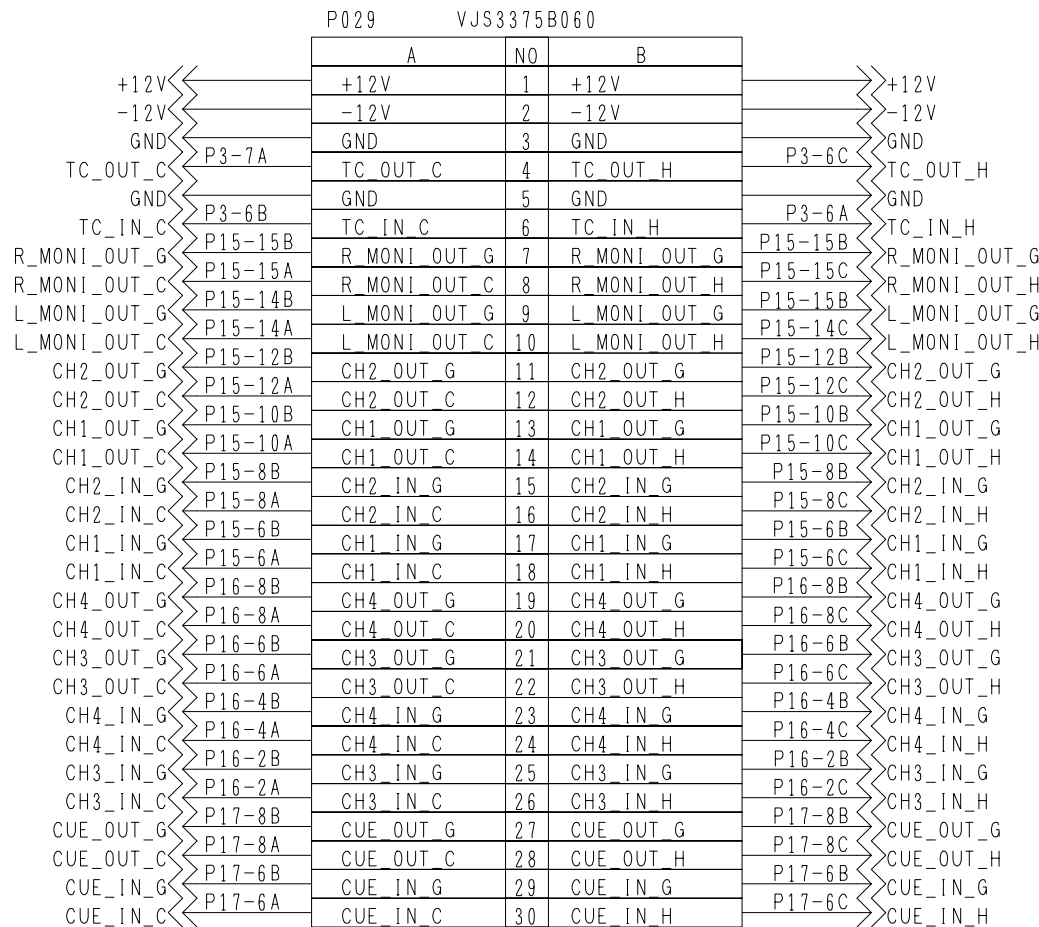 P029 VJS3375B060
A NO B
+12V +12V 1 +12V +12V
-12V -12V 2 -12V -12V
GND GND 3 GND GND
TC_OUT_C P3-7A TC_OUT_C 4 TC_OUT_H P3-6C TC_OUT_H
GND GND 5 GND GND
TC_IN_C P3-6B TC_IN_C 6 TC_IN_H P3-6A TC_IN_H
R_MONI_OUT_G P15-15B R_MONI_OUT_G 7 R_MONI_OUT_G P15-15B R_MONI_OUT_G
R_MONI_OUT_C P15-15A R_MONI_OUT_C 8 R_MONI_OUT_H P15-15C R_MONI_OUT_H
L_MONI_OUT_G P15-14B L_MONI_OUT_G 9 L_MONI_OUT_G P15-15B L_MONI_OUT_G
L_MONI_OUT_C P15-14A L_MONI_OUT_C 10 L_MONI_OUT_H P15-14C L_MONI_OUT_H
CH2_OUT_G P15-12B CH2_OUT_G 11 CH2_OUT_G P15-12B CH2_OUT_G
CH2_OUT_C P15-12A CH2_OUT_C 12 CH2_OUT_H P15-12C CH2_OUT_H
CH1_OUT_G P15-10B CH1_OUT_G 13 CH1_OUT_G P15-10B CH1_OUT_G
CH1_OUT_C P15-10A CH1_OUT_C 14 CH1_OUT_H P15-10C CH1_OUT_H
CH2_IN_G P15-8B CH2_IN_G 15 CH2_IN_G P15-8B CH2_IN_G
CH2_IN_C P15-8A CH2_IN_C 16 CH2_IN_H P15-8C CH2_IN_H
CH1_IN_G P15-6B CH1_IN_G 17 CH1_IN_G P15-6B CH1_IN_G
CH1_IN_C P15-6A CH1_IN_C 18 CH1_IN_H P15-6C CH1_IN_H
CH4_OUT_G P16-8B CH4_OUT_G 19 CH4_OUT_G P16-8B CH4_OUT_G
CH4_OUT_C P16-8A CH4_OUT_C 20 CH4_OUT_H P16-8C CH4_OUT_H
CH3_OUT_G P16-6B CH3_OUT_G 21 CH3_OUT_G P16-6B CH3_OUT_G
CH3_OUT_C P16-6A CH3_OUT_C 22 CH3_OUT_H P16-6C CH3_OUT_H
CH4_IN_G P16-4B CH4_IN_G 23 CH4_IN_G P16-4B CH4_IN_G
CH4_IN_C P16-4A CH4_IN_C 24 CH4_IN_H P16-4C CH4_IN_H
CH3_IN_G P16-2B CH3_IN_G 25 CH3_IN_G P16-2B CH3_IN_G
CH3_IN_C P16-2A CH3_IN_C 26 CH3_IN_H P16-2C CH3_IN_H
CUE_OUT_G P17-8B CUE_OUT_G 27 CUE_OUT_G P17-8B CUE_OUT_G
CUE_OUT_C P17-8A CUE_OUT_C 28 CUE_OUT_H P17-8C CUE_OUT_H
CUE_IN_G P17-6B CUE_IN_G 29 CUE_IN_G P17-6B CUE_IN_G
CUE_IN_C P17-6A CUE_IN_C 30 CUE_IN_H P17-6C CUE_IN_H